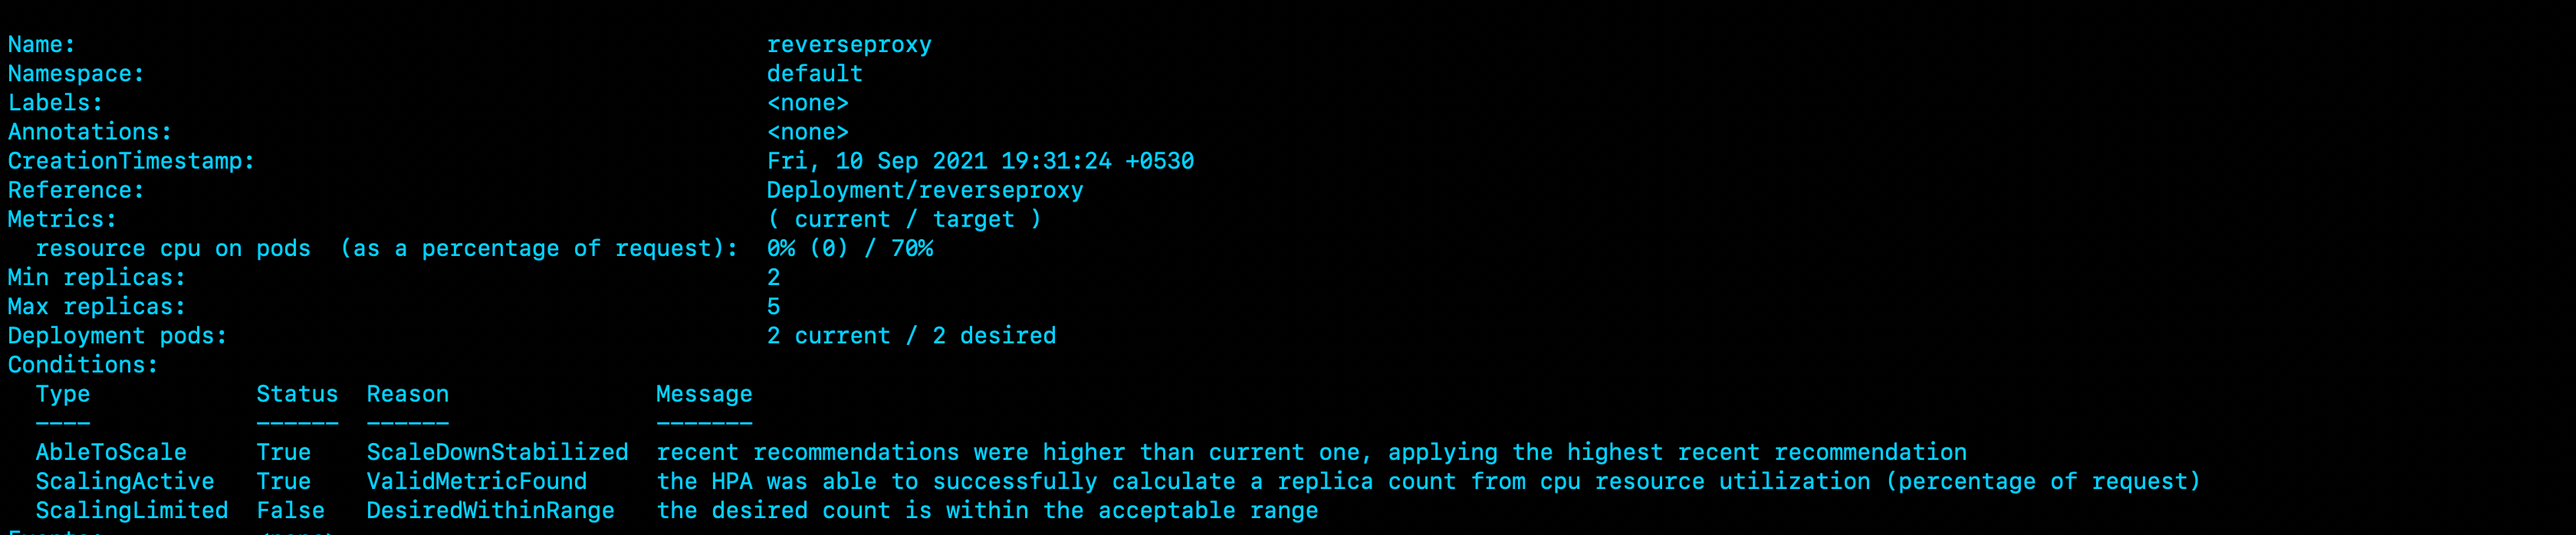 Name: reverseproxy
Namespace: default
Labels: <none>
Annotations: <none>
CreationTimestamp: Fri, 10 Sep 2021 19:31:24 +0530
Reference: Deployment/reverseproxy
Metrics: ( current / target )
resource cpu on pods  (as a percentage of request): 0% (0) / 70%
Min replicas: 2
Max replicas: 5
Deployment pods: 2 current / 2 desired
Conditions:
Type Status Reason Message
---- ------ ------ -------
AbleToScale True ScaleDownStabilized recent recommendations were higher than current one, applying the highest recent recommendation
ScalingActive True ValidMetricFound the HPA was able to successfully calculate a replica count from cpu resource utilization (percentage of request)
ScalingLimited False DesiredWithinRange the desired count is within the acceptable range